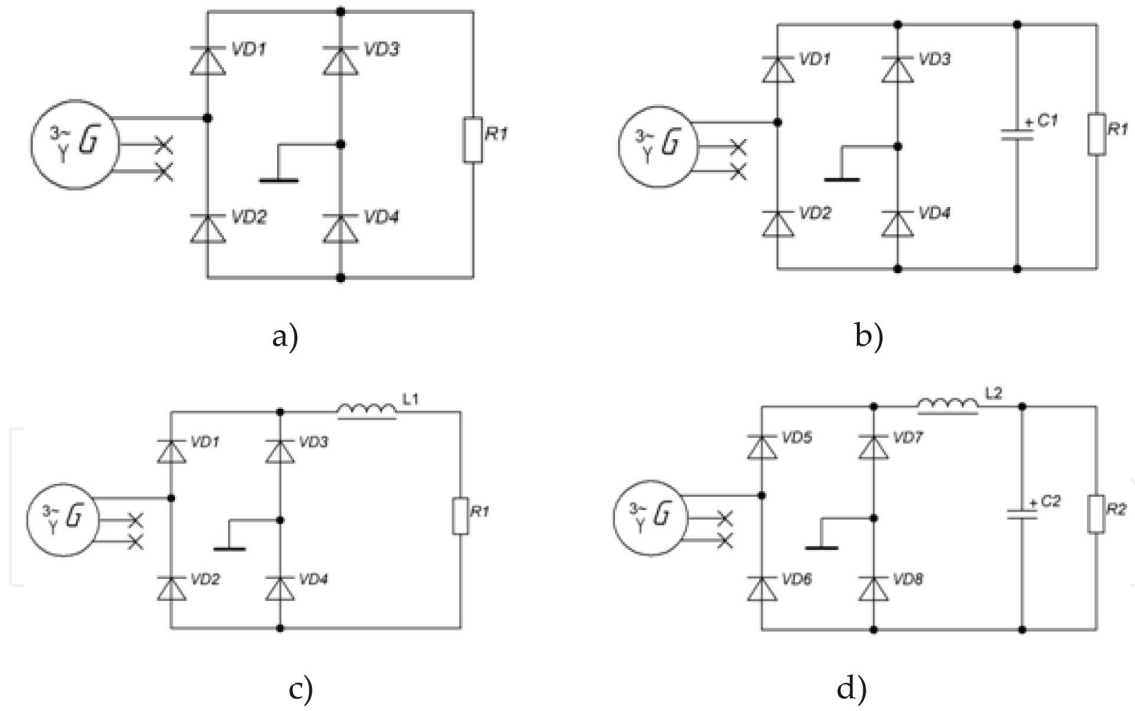 VD1
VD3
3~
Y G
R1
VD2
VD4
a)
VD1
VD3
C1
+
3~
Y G
R1
VD2
VD4
b)
L1
VD1
VD3
3~
Y G
R1
VD2
VD4
c)
L2
VD5
VD7
3~
Y G
+ C2
R2
VD6
VD8
d)